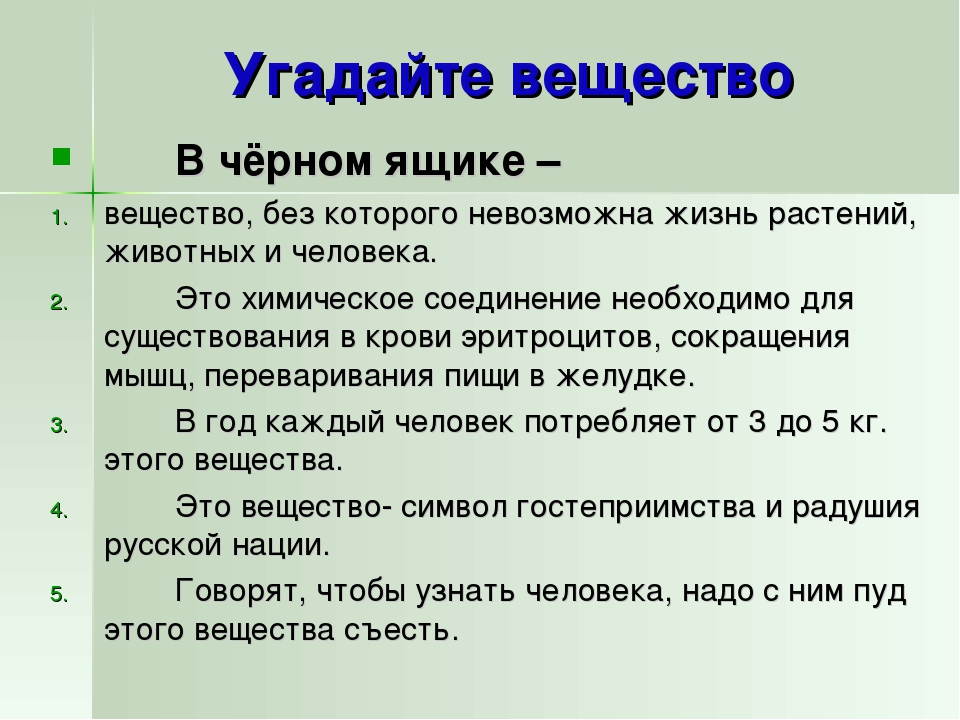 Угадайте вещество
В чёрном ящике –
1. вещество, без которого невозможна жизнь растений,
животных и человека.
2. Это химическое соединение необходимо для
существования в крови эритроцитов, сокращения
мышц, переваривания пищи в желудке.
3. В год каждый человек потребляет от 3 до 5 кг.
этого вещества.
4. Это вещество- символ гостеприимства и радушия
русской нации.
5. Говорят, чтобы узнать человека, надо с ним пуд
этого вещества съесть.